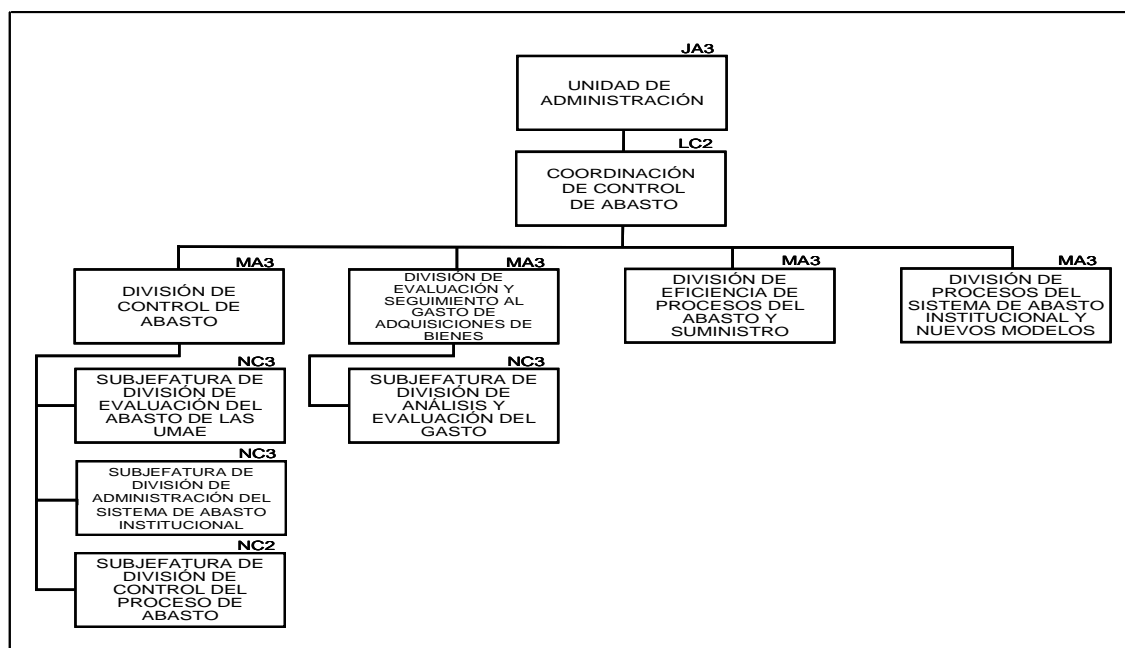 JA3
UNIDAD DE
ADMINISTRACIÓN
LC2
COORDINACIÓN
DE CONTROL
DE ABASTO
MA3
DIVISIÓN DE
CONTROL DE
ABASTO
MA3
DIVISIÓN DE
EVALUACIÓN Y
SEGUIMIENTO AL
GASTO DE
ADQUISICIONES DE
BIENES
MA3
DIVISIÓN DE
EFICIENCIA DE
PROCESOS DEL
ABASTO Y
SUMINISTRO
MA3
DIVISIÓN DE
PROCESOS DEL
SISTEMA DE ABASTO
INSTITUCIONAL Y
NUEVOS MODELOS
NC3
SUBJEFATURA DE
DIVISIÓN DE
EVALUACIÓN DEL
ABASTO DE LAS
UMAE
NC3
SUBJEFATURA DE
DIVISIÓN DE
ANÁLISIS Y
EVALUACIÓN DEL
GASTO
NC3
SUBJEFATURA DE
DIVISIÓN DE
ADMINISTRACIÓN DEL
SISTEMA DE ABASTO
INSTITUCIONAL
NC2
SUBJEFATURA DE
DIVISIÓN DE
CONTROL DEL
PROCESO DE
ABASTO